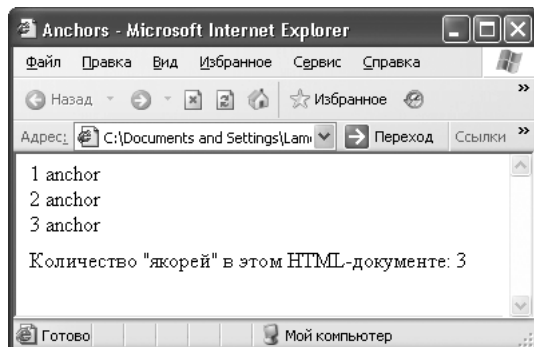 Anchors - Microsoft Internet Explorer
Файл Правка Вид Избранное Сервис Справка
Назад Избранное »
Адрес: C:\Documents and Settings\Lam Переход Ссылки »
1 anchor
2 anchor
3 anchor
Количество "якорей" в этом HTML-документе: 3
Готово Мой компьютер